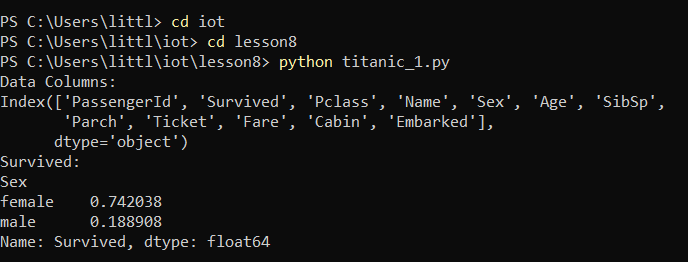 PS C:\Users\littl> cd iot
PS C:\Users\littl\iot> cd lesson8
PS C:\Users\littl\iot\lesson8> python titanic_1.py
Data Columns:
Index(['PassengerId', 'Survived', 'Pclass', 'Name', 'Sex', 'Age', 'SibSp',
       'Parch', 'Ticket', 'Fare', 'Cabin', 'Embarked'],
      dtype='object')
Survived:
Sex
female    0.742038
male      0.188908
Name: Survived, dtype: float64